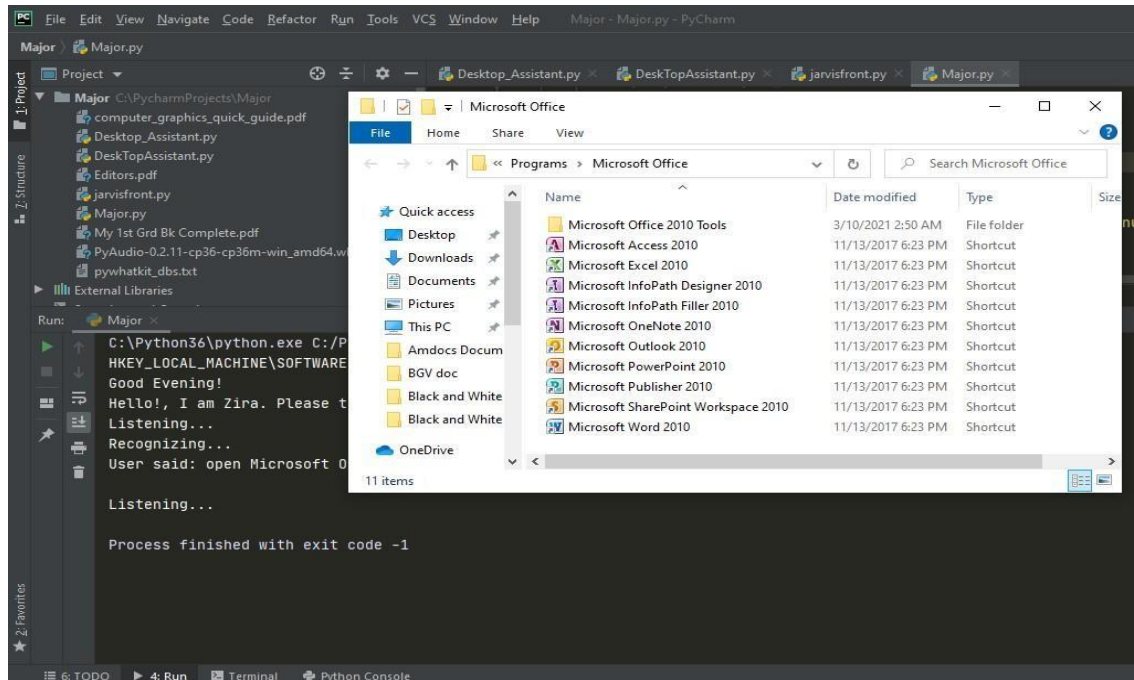 PC File Edit View Navigate Code Refactor Run Tools VCS Window Help Major - Major.py - PyCharm
Major Major.py
1: Project
Project
Desktop_Assistant.py DeskTopAssistant.py jarvisfront.py Major.py
Major C:\PycharmProjects\Major
computer_graphics_quick_guide.pdf
Desktop_Assistant.py
DeskTopAssistant.py
Editors.pdf
jarvisfront.py
Major.py
My 1st Grd Bk Complete.pdf
PyAudio-0.2.11-cp36-cp36m-win_amd64.w
pywhatkit_dbs.txt
External Libraries
Z: Structure
Microsoft Office
File Home Share View
« Programs › Microsoft Office
Search Microsoft Office
Quick access
Desktop
Downloads
Documents
Pictures
This PC
Amdocs Docum
BGV doc
Black and White
Black and White
OneDrive
Name Date modified Type Size
Microsoft Office 2010 Tools 3/10/2021 2:50 AM File folder
Microsoft Access 2010 11/13/2017 6:23 PM Shortcut
Microsoft Excel 2010 11/13/2017 6:23 PM Shortcut
Microsoft InfoPath Designer 2010 11/13/2017 6:23 PM Shortcut
Microsoft InfoPath Filler 2010 11/13/2017 6:23 PM Shortcut
Microsoft OneNote 2010 11/13/2017 6:23 PM Shortcut
Microsoft Outlook 2010 11/13/2017 6:23 PM Shortcut
Microsoft PowerPoint 2010 11/13/2017 6:23 PM Shortcut
Microsoft Publisher 2010 11/13/2017 6:23 PM Shortcut
Microsoft SharePoint Workspace 2010 11/13/2017 6:23 PM Shortcut
Microsoft Word 2010 11/13/2017 6:23 PM Shortcut
11 items
Run: Major
C:\Python36\python.exe C:/P
HKEY_LOCAL_MACHINE\SOFTWARE
Good Evening!
Hello!, I am Zira. Please t
Listening...
Recognizing...
User said: open Microsoft O
Listening...
Process finished with exit code -1
2: Favorites
6: TODO 4: Run Terminal Python Console